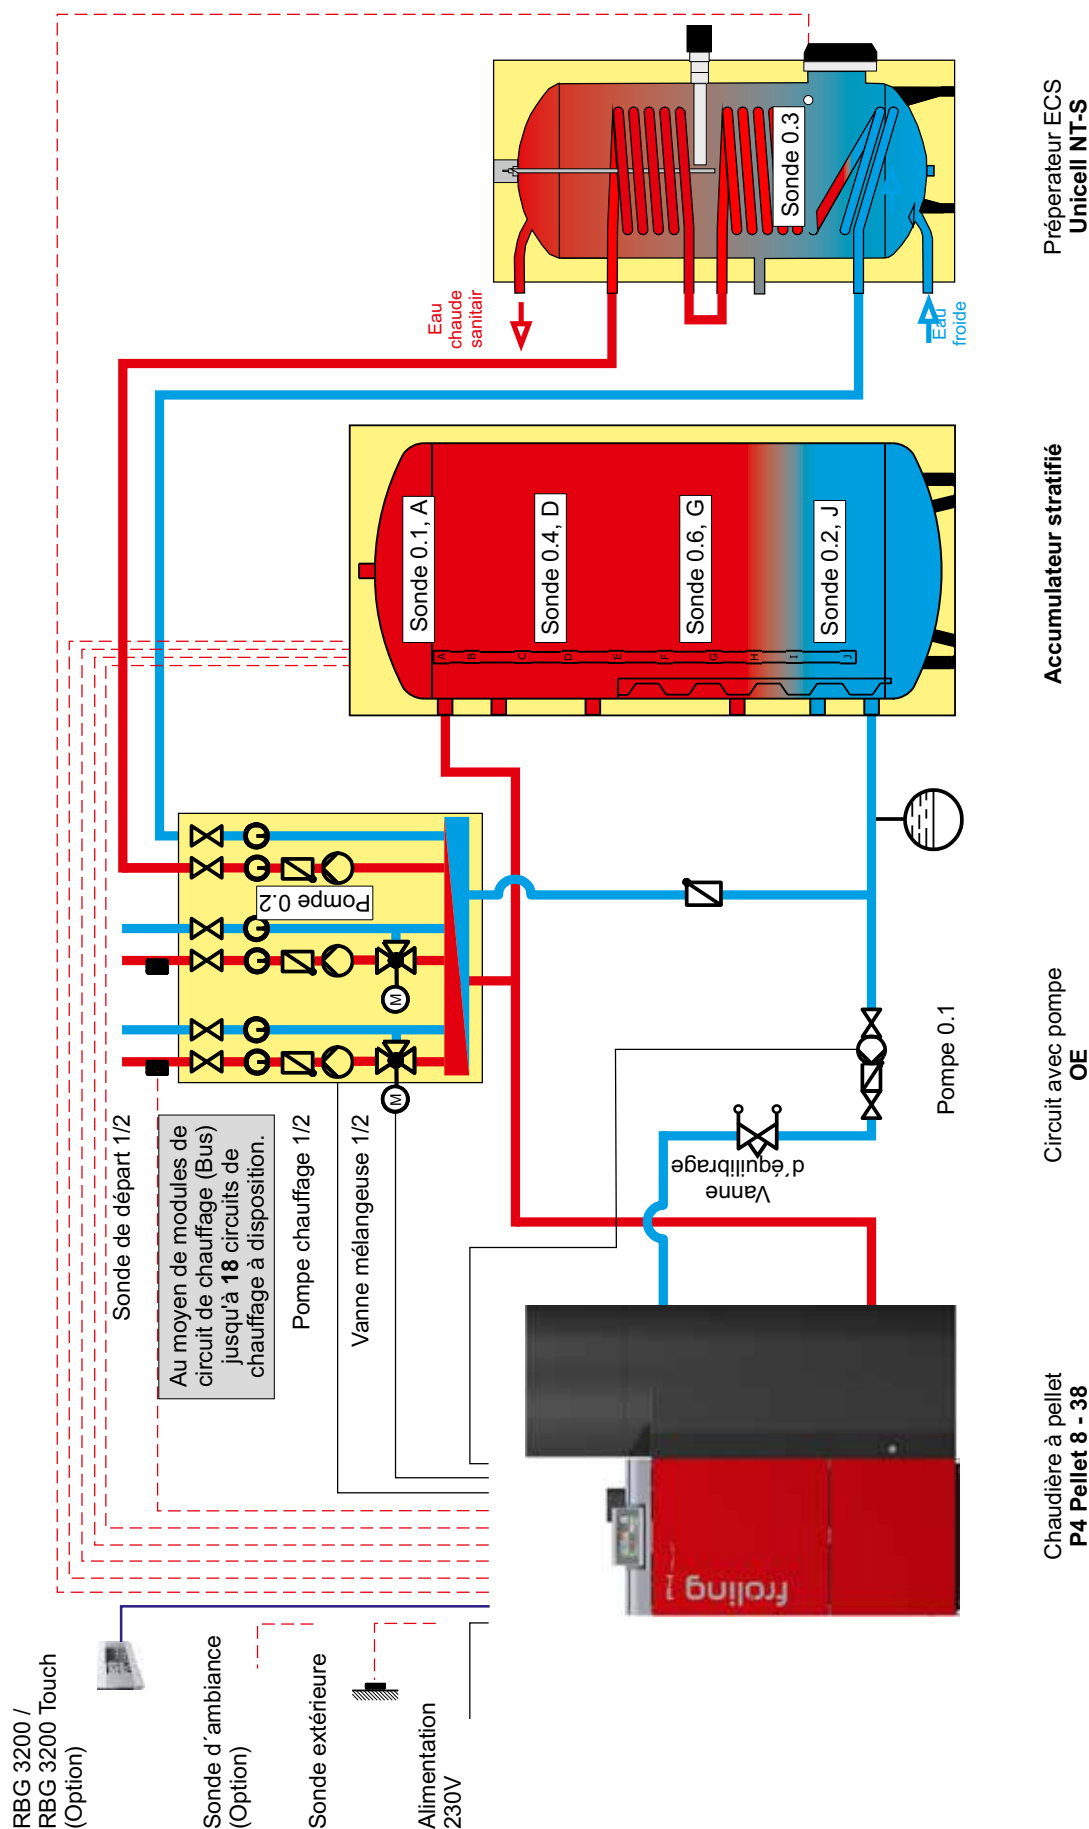 RBG 3200 /
RBG 3200 Touch
(Option)
Sonde d´ambiance
(Option)
Sonde extérieure
Alimentation
230V
Sonde de départ 1/2
Au moyen de modules de
circuit de chauffage (Bus)
jusqu'à 18 circuits de
chauffage à disposition.
Pompe chauffage 1/2
Vanne mélangeuse 1/2
M
M
Pompe 0.2
Vanne
d´équilibrage
Pompe 0.1
froling
Eau
chaude
sanitair
Eau
froide
Sonde 0.3
Sonde 0.1, A
Sonde 0.4, D
Sonde 0.6, G
Sonde 0.2, J
A
B
C
D
E
F
G
H
I
J
Chaudière à pellet
P4 Pellet 8 - 38
Circuit avec pompe
OE
Accumulateur stratifié
Préperateur ECS
Unicell NT-S